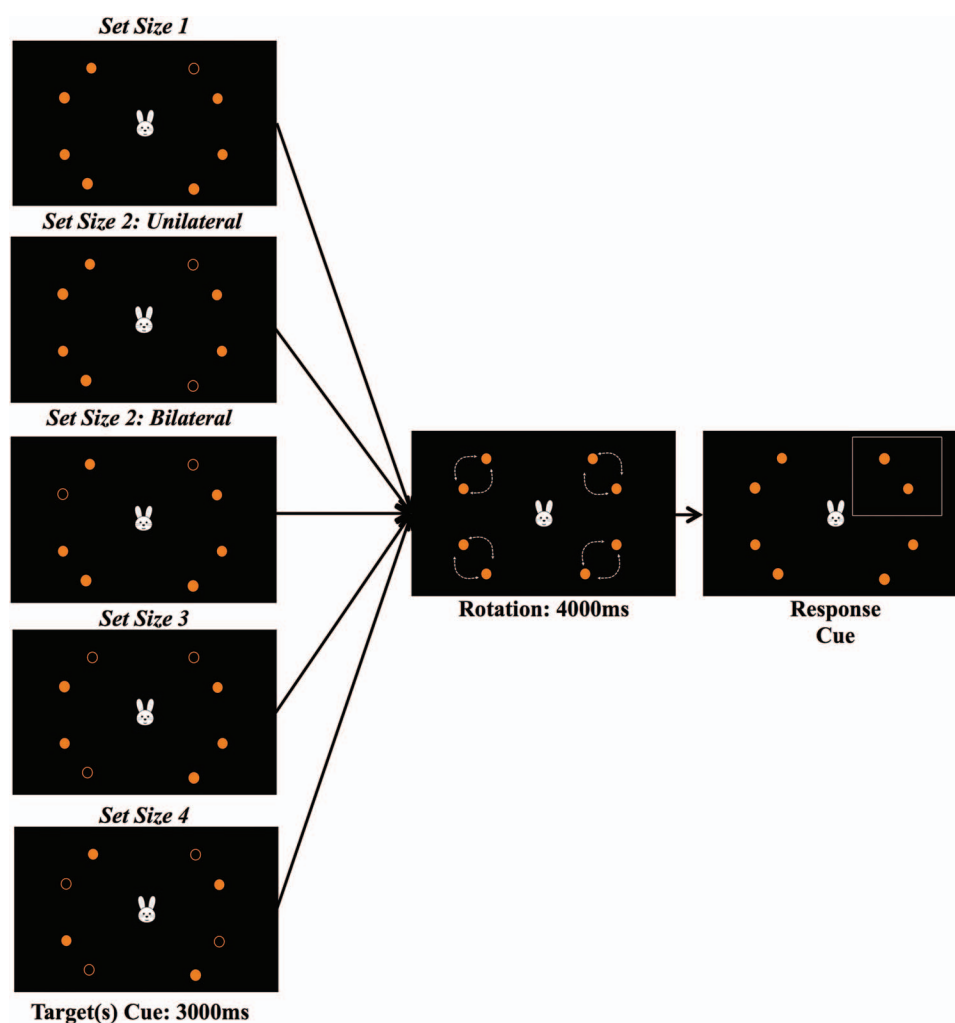 Set Size 1
Set Size 2: Unilateral
Set Size 2: Bilateral
Set Size 3
Set Size 4
Target(s) Cue: 3000ms
Rotation: 4000ms
Response
Cue